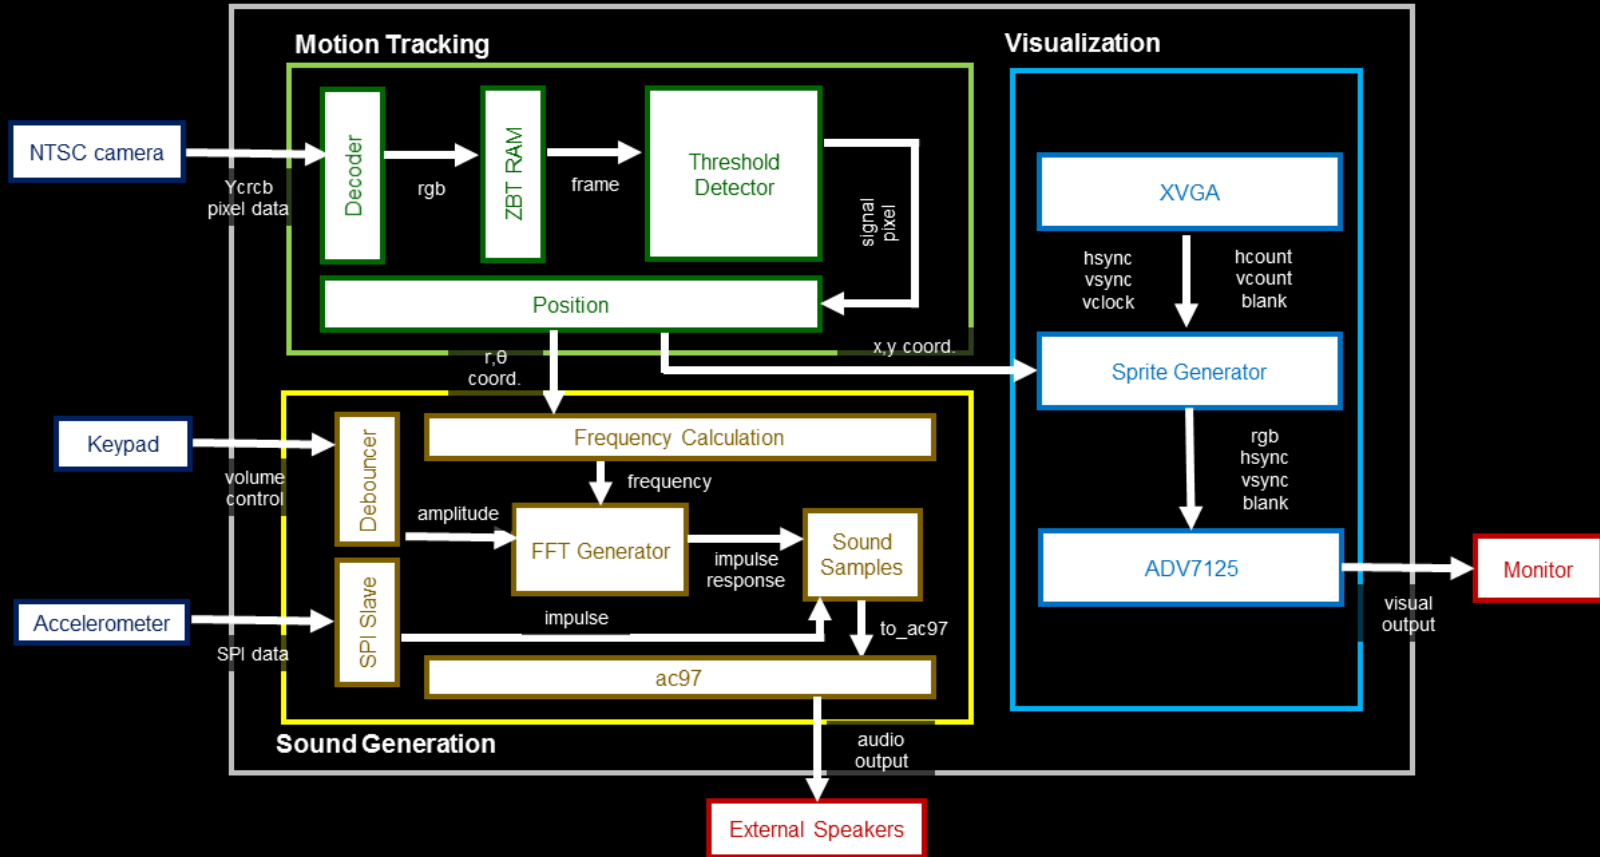 Motion Tracking
Visualization
NTSC camera
Ycrcb
pixel data
Decoder
rgb
ZBT RAM
frame
Threshold
Detector
signal
pixel
Position
r,θ
coord.
x,y coord.
XVGA
hsync
vsync
vclock
hcount
vcount
blank
Sprite Generator
rgb
hsync
vsync
blank
ADV7125
visual
output
Monitor
Keypad
volume
control
Debouncer
Frequency Calculation
frequency
amplitude
FFT Generator
impulse
response
Sound
Samples
Accelerometer
SPI data
SPI Slave
impulse
to_ac97
ac97
Sound Generation
audio
output
External Speakers